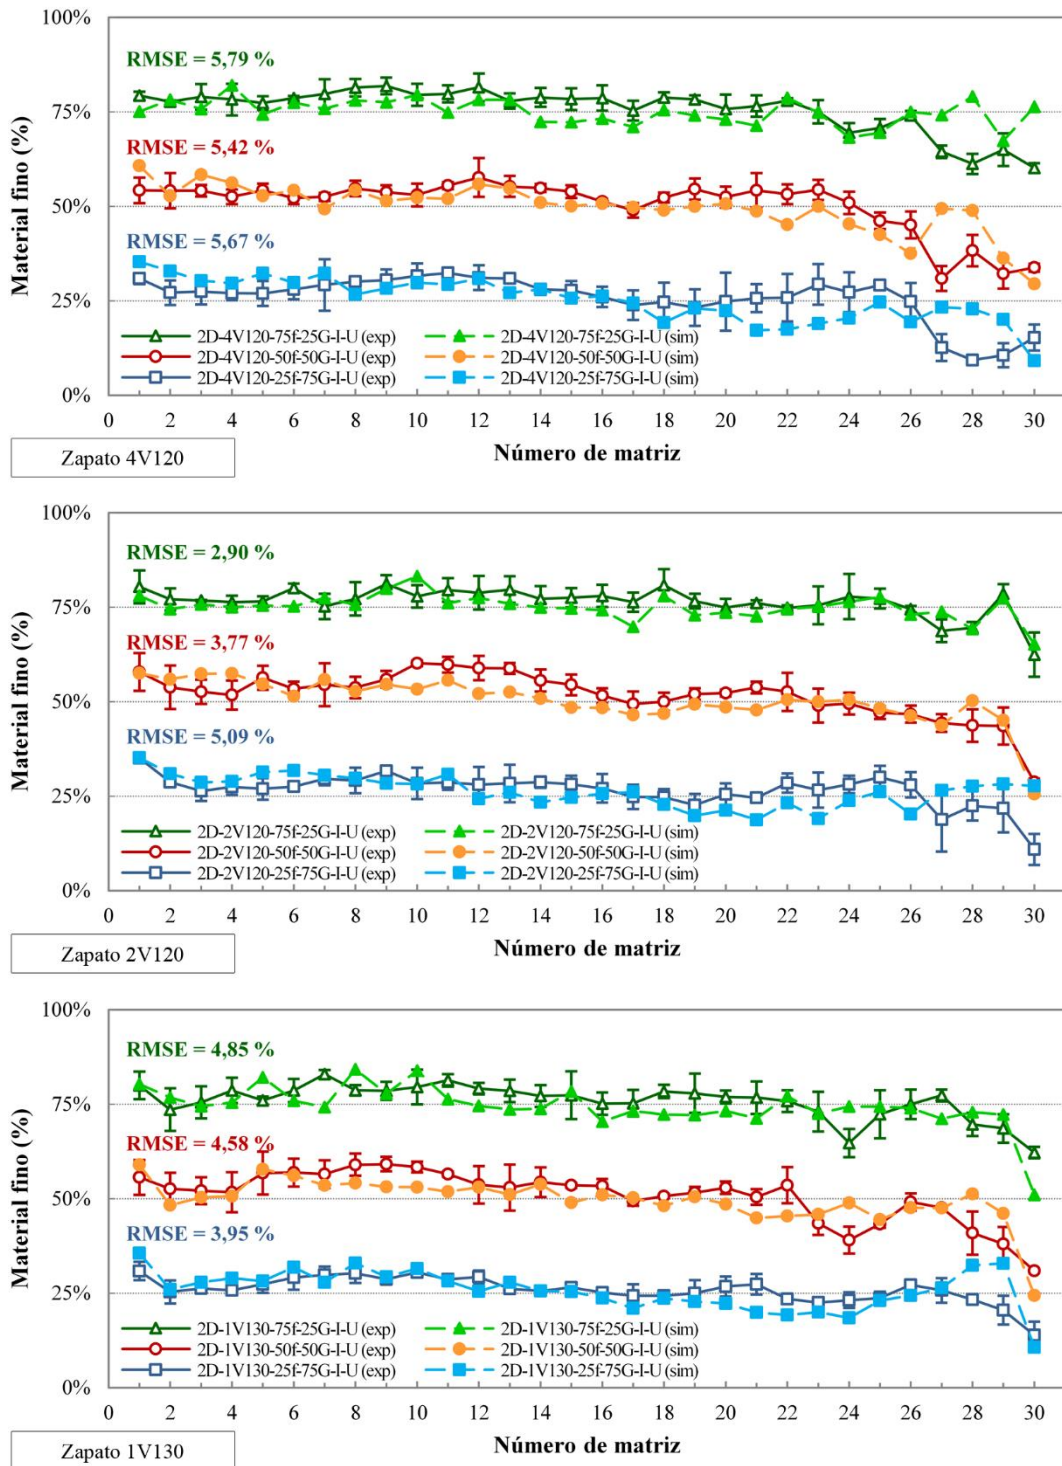 100%
RMSE = 5,79 %
75%
RMSE = 5,42 %
50%
RMSE = 5,67 %
25%
2D-4V120-75f-25G-I-U (exp) 2D-4V120-75f-25G-I-U (sim)
2D-4V120-50f-50G-I-U (exp) 2D-4V120-50f-50G-I-U (sim)
2D-4V120-25f-75G-I-U (exp) 2D-4V120-25f-75G-I-U (sim)
0%
Material fino (%)
0 2 4 6 8 10 12 14 16 18 20 22 24 26 28 30
Número de matriz
Zapato 4V120
100%
RMSE = 2,90 %
75%
RMSE = 3,77 %
50%
RMSE = 5,09 %
25%
2D-2V120-75f-25G-I-U (exp) 2D-2V120-75f-25G-I-U (sim)
2D-2V120-50f-50G-I-U (exp) 2D-2V120-50f-50G-I-U (sim)
2D-2V120-25f-75G-I-U (exp) 2D-2V120-25f-75G-I-U (sim)
0%
Material fino (%)
0 2 4 6 8 10 12 14 16 18 20 22 24 26 28 30
Número de matriz
Zapato 2V120
100%
RMSE = 4,85 %
75%
RMSE = 4,58 %
50%
RMSE = 3,95 %
25%
2D-1V130-75f-25G-I-U (exp) 2D-1V130-75f-25G-I-U (sim)
2D-1V130-50f-50G-I-U (exp) 2D-1V130-50f-50G-I-U (sim)
2D-1V130-25f-75G-I-U (exp) 2D-1V130-25f-75G-I-U (sim)
0%
Material fino (%)
0 2 4 6 8 10 12 14 16 18 20 22 24 26 28 30
Número de matriz
Zapato 1V130